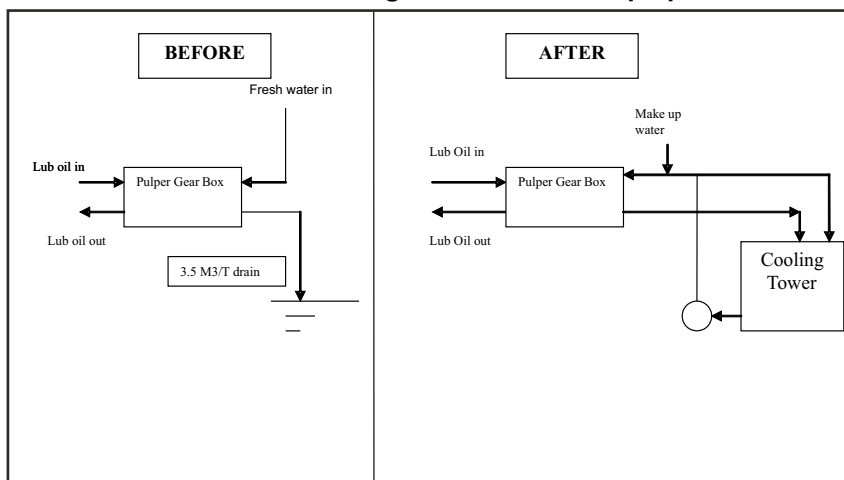 BEFORE
Fresh water in
Lub oil in
Pulper Gear Box
Lub oil out
3.5 M3/T drain
AFTER
Make up
water
Lub Oil in
Pulper Gear Box
Lub Oil out
Cooling
Tower